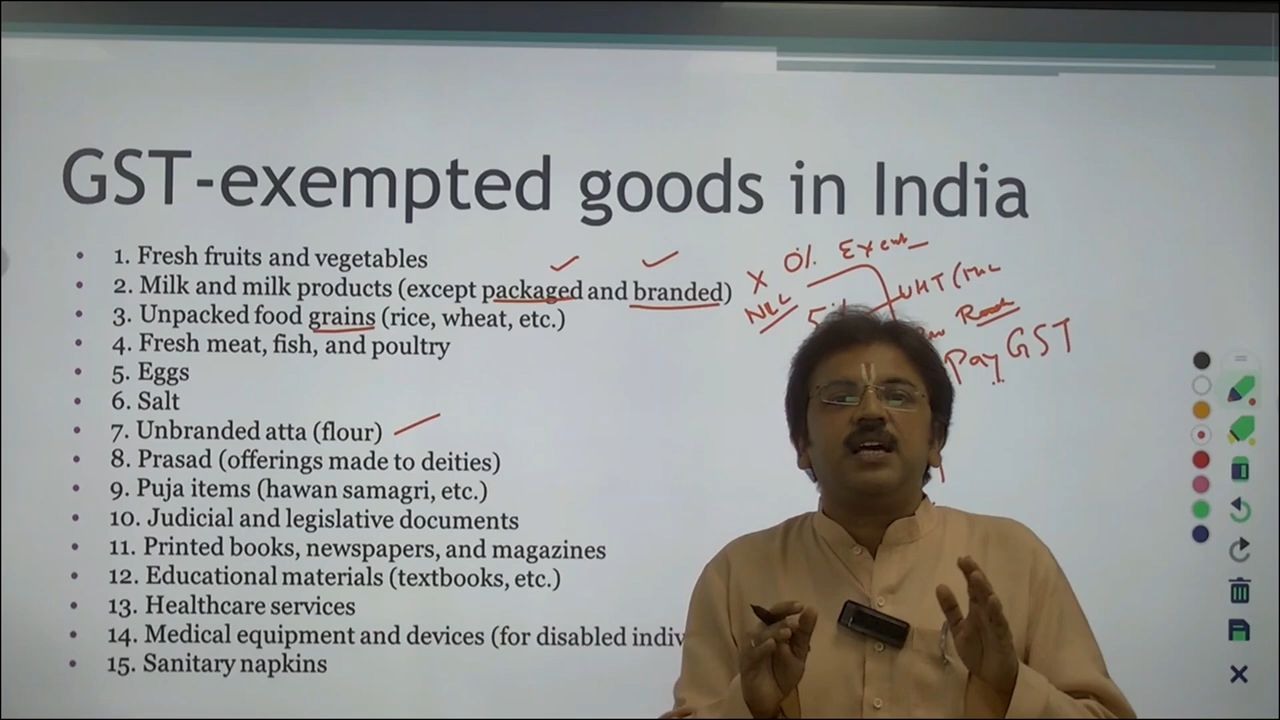 GST-exempted goods in India
• 1. Fresh fruits and vegetables
• 2. Milk and milk products (except packaged and branded)
• 3. Unpacked food grains (rice, wheat, etc.)
• 4. Fresh meat, fish, and poultry
• 5. Eggs
• 6. Salt
• 7. Unbranded atta (flour)
• 8. Prasad (offerings made to deities)
• 9. Puja items (hawan samagri, etc.)
• 10. Judicial and legislative documents
• 11. Printed books, newspapers, and magazines
• 12. Educational materials (textbooks, etc.)
• 13. Healthcare services
• 14. Medical equipment and devices (for disabled indiv
• 15. Sanitary napkins
0%
UHT
Pay GST